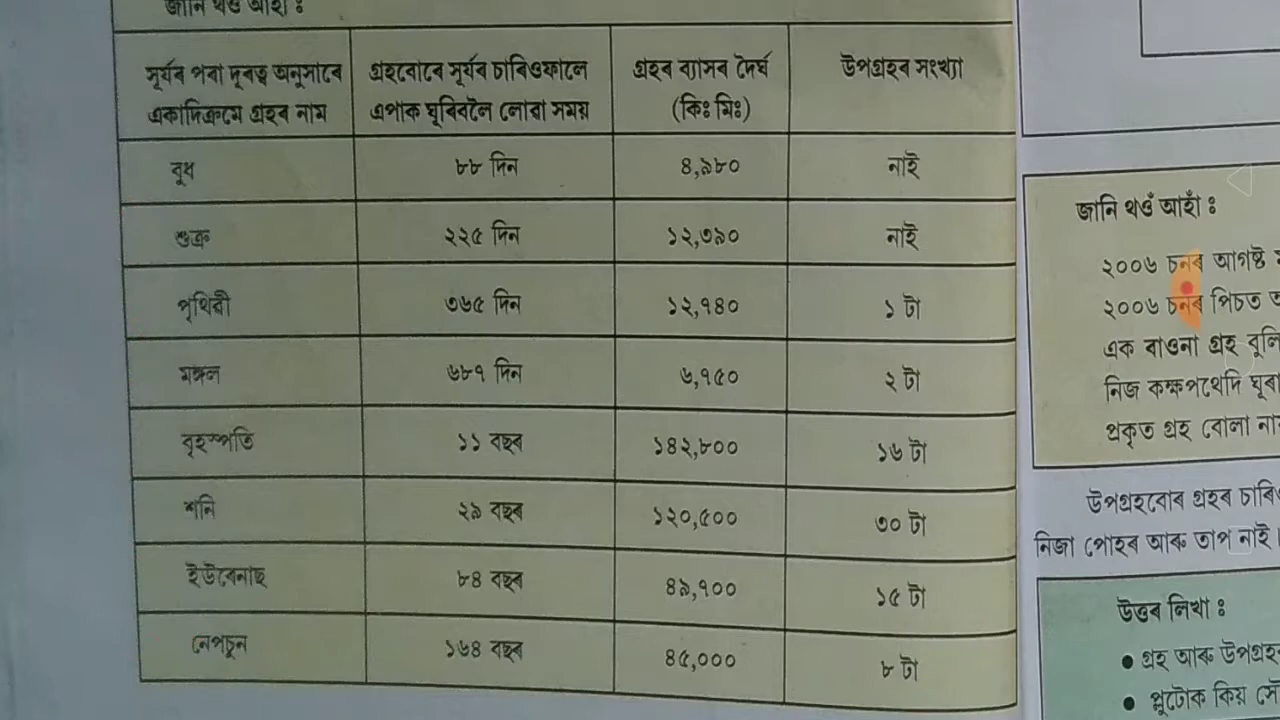 জানি থওঁ আহাঁ ঃ
সূৰ্যৰ পৰা দূৰত্ব অনুসাৰে
একাদিক্ৰমে গ্ৰহৰ নাম
গ্ৰহবোৰে সূৰ্যৰ চাৰিওফালে
এপাক ঘূৰিবলৈ লোৱা সময়
গ্ৰহৰ ব্যাসৰ দৈৰ্ঘ
(কিঃ মিঃ)
উপগ্ৰহৰ সংখ্যা
বুধ ৮৮ দিন ৪,৯৮০ নাই
শুক্ৰ ২২৫ দিন ১২,৩৯০ নাই
পৃথিৱী ৩৬৫ দিন ১২,৭৪০ ১ টা
মঙ্গল ৬৮৭ দিন ৬,৭৫০ ২ টা
বৃহস্পতি ১১ বছৰ ১৪২,৮০০ ১৬ টা
শনি ২৯ বছৰ ১২০,৫০০ ৩০ টা
ইউৰেনাছ ৮৪ বছৰ ৪৯,৭০০ ১৫ টা
নেপচুন ১৬৪ বছৰ ৪৫,০০০ ৮ টা
জানি থওঁ আহাঁ ঃ
২০০৬ চনৰ আগষ্ট
২০০৬ চনৰ পিচত
এক বাওনা গ্ৰহ বুলি
নিজ কক্ষপথেদি ঘূৰা
প্ৰকৃত গ্ৰহ বোলা
উপগ্ৰহবোৰ গ্ৰহৰ
নিজা পোহৰ আৰু তাপ নাই।
উত্তৰ লিখা ঃ
● গ্ৰহ আৰু উপগ্ৰহ
● প্লুটোক কিয়